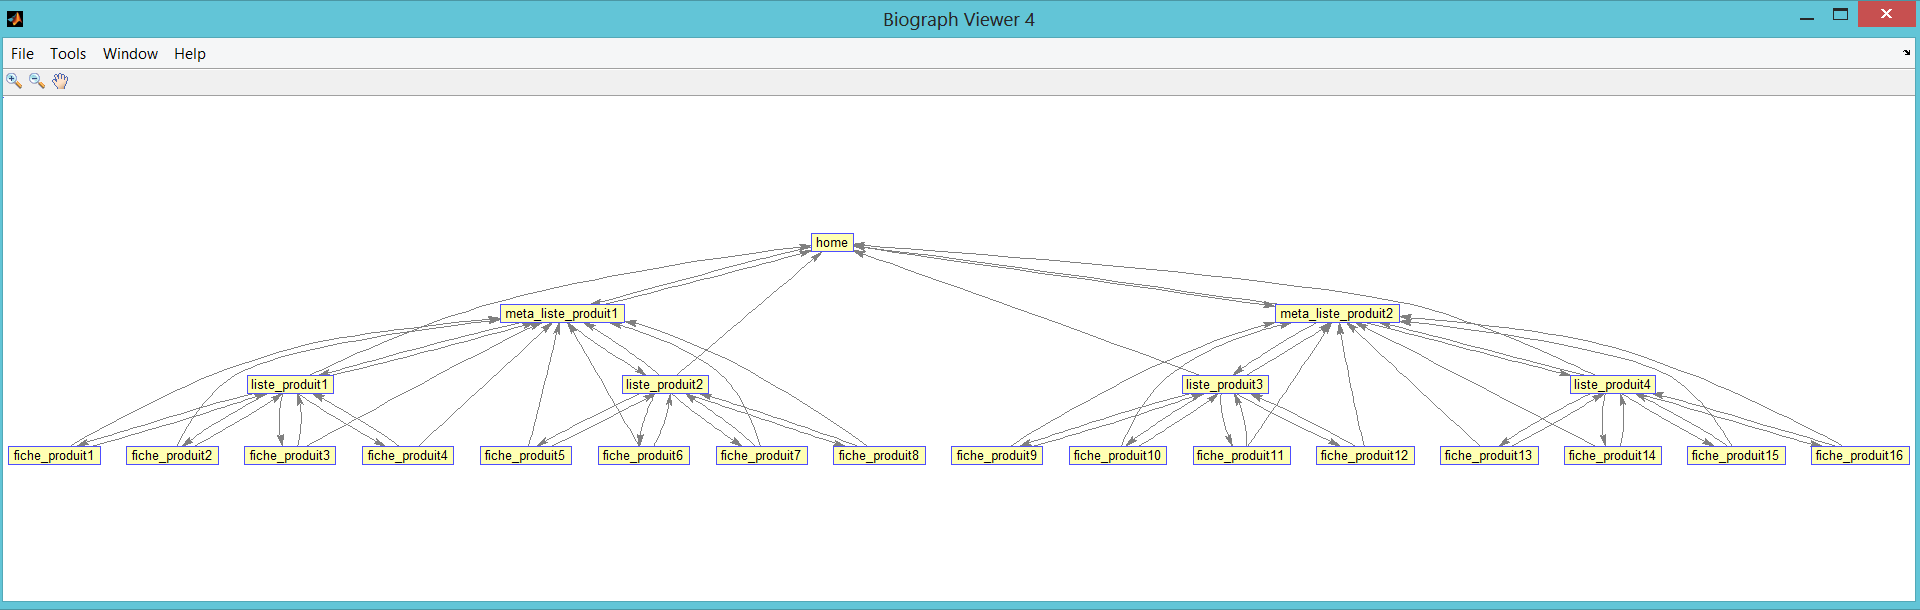 Biograph Viewer 4
File Tools Window Help
home
meta_liste_produit1 meta_liste_produit2
liste_produit1 liste_produit2 liste_produit3 liste_produit4
fiche_produit1 fiche_produit2 fiche_produit3 fiche_produit4 fiche_produit5 fiche_produit6 fiche_produit7 fiche_produit8 fiche_produit9 fiche_produit10 fiche_produit11 fiche_produit12 fiche_produit13 fiche_produit14 fiche_produit15 fiche_produit16